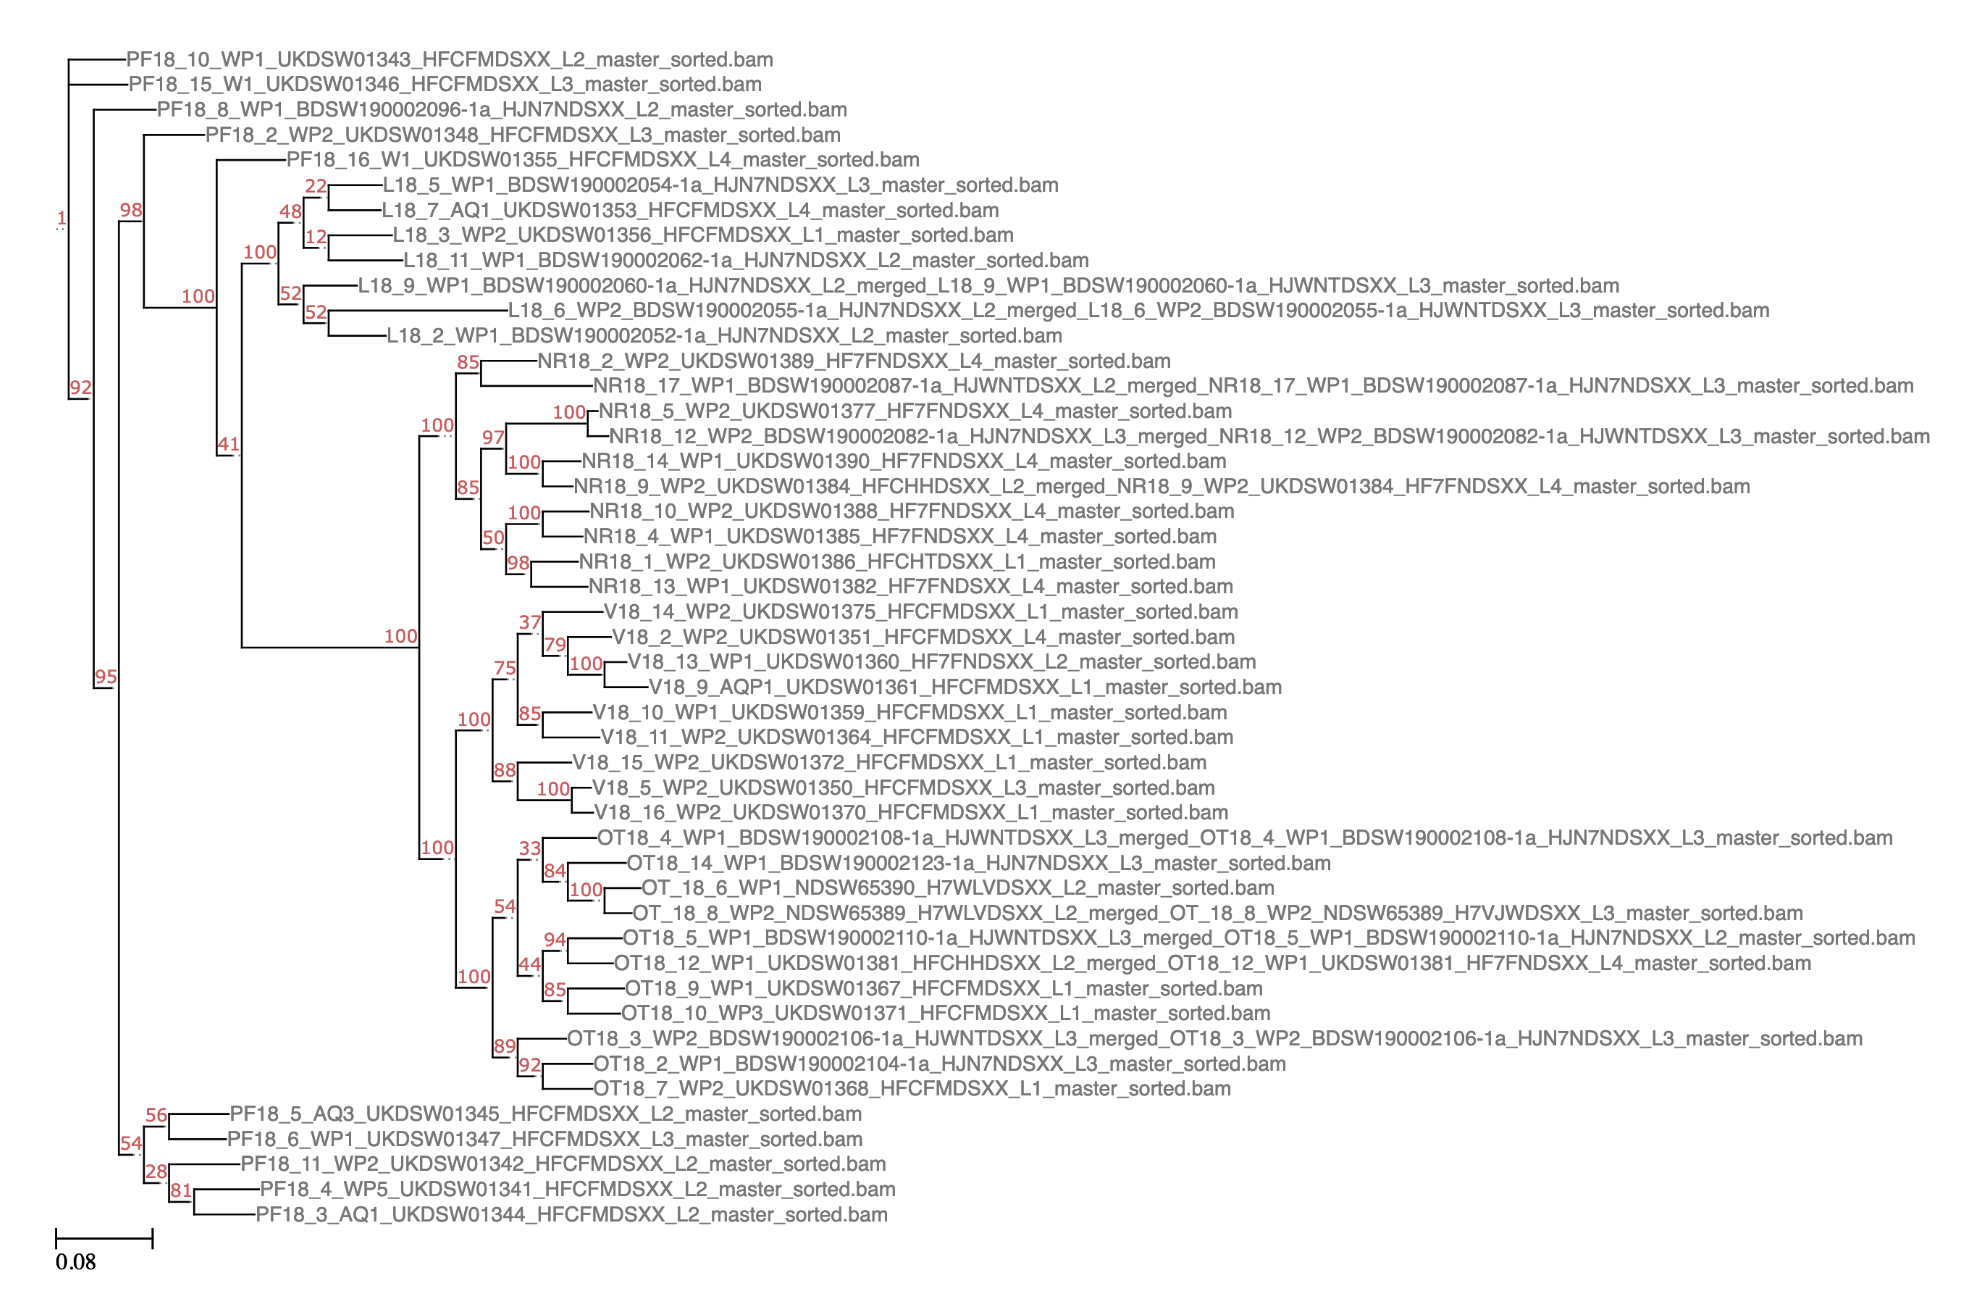 PF18_10_WP1_UKDSW01343_HFCFMDSXX_L2_master_sorted.bam
PF18_15_W1_UKDSW01346_HFCFMDSXX_L3_master_sorted.bam
PF18_8_WP1_BDSW190002096-1a_HJN7NDSXX_L2_master_sorted.bam
PF18_2_WP2_UKDSW01348_HFCFMDSXX_L3_master_sorted.bam
PF18_16_W1_UKDSW01355_HFCFMDSXX_L4_master_sorted.bam
22 L18_5_WP1_BDSW190002054-1a_HJN7NDSXX_L3_master_sorted.bam
1 98 48 L18_7_AQ1_UKDSW01353_HFCFMDSXX_L4_master_sorted.bam
12 L18_3_WP2_UKDSW01356_HFCFMDSXX_L1_master_sorted.bam
100 L18_11_WP1_BDSW190002062-1a_HJN7NDSXX_L2_master_sorted.bam
100 52 L18_9_WP1_BDSW190002060-1a_HJN7NDSXX_L2_merged_L18_9_WP1_BDSW190002060-1a_HJWNTDSXX_L3_master_sorted.bam
52 L18_6_WP2_BDSW190002055-1a_HJN7NDSXX_L2_merged_L18_6_WP2_BDSW190002055-1a_HJWNTDSXX_L3_master_sorted.bam
L18_2_WP1_BDSW190002052-1a_HJN7NDSXX_L2_master_sorted.bam
85 NR18_2_WP2_UKDSW01389_HF7FNDSXX_L4_master_sorted.bam
92 NR18_17_WP1_BDSW190002087-1a_HJWNTDSXX_L2_merged_NR18_17_WP1_BDSW190002087-1a_HJN7NDSXX_L3_master_sorted.bam
100 100 NR18_5_WP2_UKDSW01377_HF7FNDSXX_L4_master_sorted.bam
41 97 NR18_12_WP2_BDSW190002082-1a_HJN7NDSXX_L3_merged_NR18_12_WP2_BDSW190002082-1a_HJWNTDSXX_L3_master_sorted.bam
100 NR18_14_WP1_UKDSW01390_HF7FNDSXX_L4_master_sorted.bam
85 NR18_9_WP2_UKDSW01384_HFCHHDSXX_L2_merged_NR18_9_WP2_UKDSW01384_HF7FNDSXX_L4_master_sorted.bam
100 NR18_10_WP2_UKDSW01388_HF7FNDSXX_L4_master_sorted.bam
50 NR18_4_WP1_UKDSW01385_HF7FNDSXX_L4_master_sorted.bam
98 NR18_1_WP2_UKDSW01386_HFCHTDSXX_L1_master_sorted.bam
NR18_13_WP1_UKDSW01382_HF7FNDSXX_L4_master_sorted.bam
37 V18_14_WP2_UKDSW01375_HFCFMDSXX_L1_master_sorted.bam
100 79 V18_2_WP2_UKDSW01351_HFCFMDSXX_L4_master_sorted.bam
75 100 V18_13_WP1_UKDSW01360_HF7FNDSXX_L2_master_sorted.bam
95 V18_9_AQP1_UKDSW01361_HFCFMDSXX_L1_master_sorted.bam
100 85 V18_10_WP1_UKDSW01359_HFCFMDSXX_L1_master_sorted.bam
V18_11_WP2_UKDSW01364_HFCFMDSXX_L1_master_sorted.bam
88 V18_15_WP2_UKDSW01372_HFCFMDSXX_L1_master_sorted.bam
100 V18_5_WP2_UKDSW01350_HFCFMDSXX_L3_master_sorted.bam
V18_16_WP2_UKDSW01370_HFCFMDSXX_L1_master_sorted.bam
100 33 OT18_4_WP1_BDSW190002108-1a_HJWNTDSXX_L3_merged_OT18_4_WP1_BDSW190002108-1a_HJN7NDSXX_L3_master_sorted.bam
84 OT18_14_WP1_BDSW190002123-1a_HJN7NDSXX_L3_master_sorted.bam
100 OT_18_6_WP1_NDSW65390_H7WLVDSXX_L2_master_sorted.bam
54 OT_18_8_WP2_NDSW65389_H7WLVDSXX_L2_merged_OT_18_8_WP2_NDSW65389_H7VJWDSXX_L3_master_sorted.bam
94 OT18_5_WP1_BDSW190002110-1a_HJWNTDSXX_L3_merged_OT18_5_WP1_BDSW190002110-1a_HJN7NDSXX_L2_master_sorted.bam
44 OT18_12_WP1_UKDSW01381_HFCHHDSXX_L2_merged_OT18_12_WP1_UKDSW01381_HF7FNDSXX_L4_master_sorted.bam
100 85 OT18_9_WP1_UKDSW01367_HFCFMDSXX_L1_master_sorted.bam
OT18_10_WP3_UKDSW01371_HFCFMDSXX_L1_master_sorted.bam
89 OT18_3_WP2_BDSW190002106-1a_HJWNTDSXX_L3_merged_OT18_3_WP2_BDSW190002106-1a_HJN7NDSXX_L3_master_sorted.bam
92 OT18_2_WP1_BDSW190002104-1a_HJN7NDSXX_L3_master_sorted.bam
OT18_7_WP2_UKDSW01368_HFCFMDSXX_L1_master_sorted.bam
56 PF18_5_AQ3_UKDSW01345_HFCFMDSXX_L2_master_sorted.bam
54 PF18_6_WP1_UKDSW01347_HFCFMDSXX_L3_master_sorted.bam
28 PF18_11_WP2_UKDSW01342_HFCFMDSXX_L2_master_sorted.bam
81 PF18_4_WP5_UKDSW01341_HFCFMDSXX_L2_master_sorted.bam
PF18_3_AQ1_UKDSW01344_HFCFMDSXX_L2_master_sorted.bam
0.08